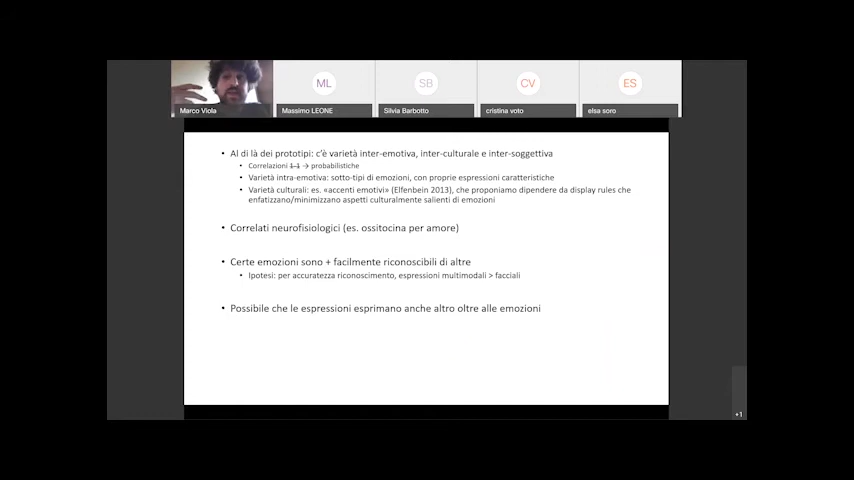 ML
SB
CV
ES
Marco Viola
Massimo LEONE
Silvia Barbotto
cristina voto
elsa soro
• Al di là dei prototipi: c'è varietà inter-emotiva, inter-culturale e inter-soggettiva
• Correlazioni 1-1 → probabilistiche
• Varietà intra-emotiva: sotto-tipi di emozioni, con proprie espressioni caratteristiche
• Varietà culturali: es. «accenti emotivi» (Elfenbein 2013), che proponiamo dipendere da display rules che
enfatizzano/minimizzano aspetti culturalmente salienti di emozioni
• Correlati neurofisiologici (es. ossitocina per amore)
• Certe emozioni sono + facilmente riconoscibili di altre
• Ipotesi: per accuratezza riconoscimento, espressioni multimodali > facciali
• Possibile che le espressioni esprimano anche altro oltre alle emozioni
+1